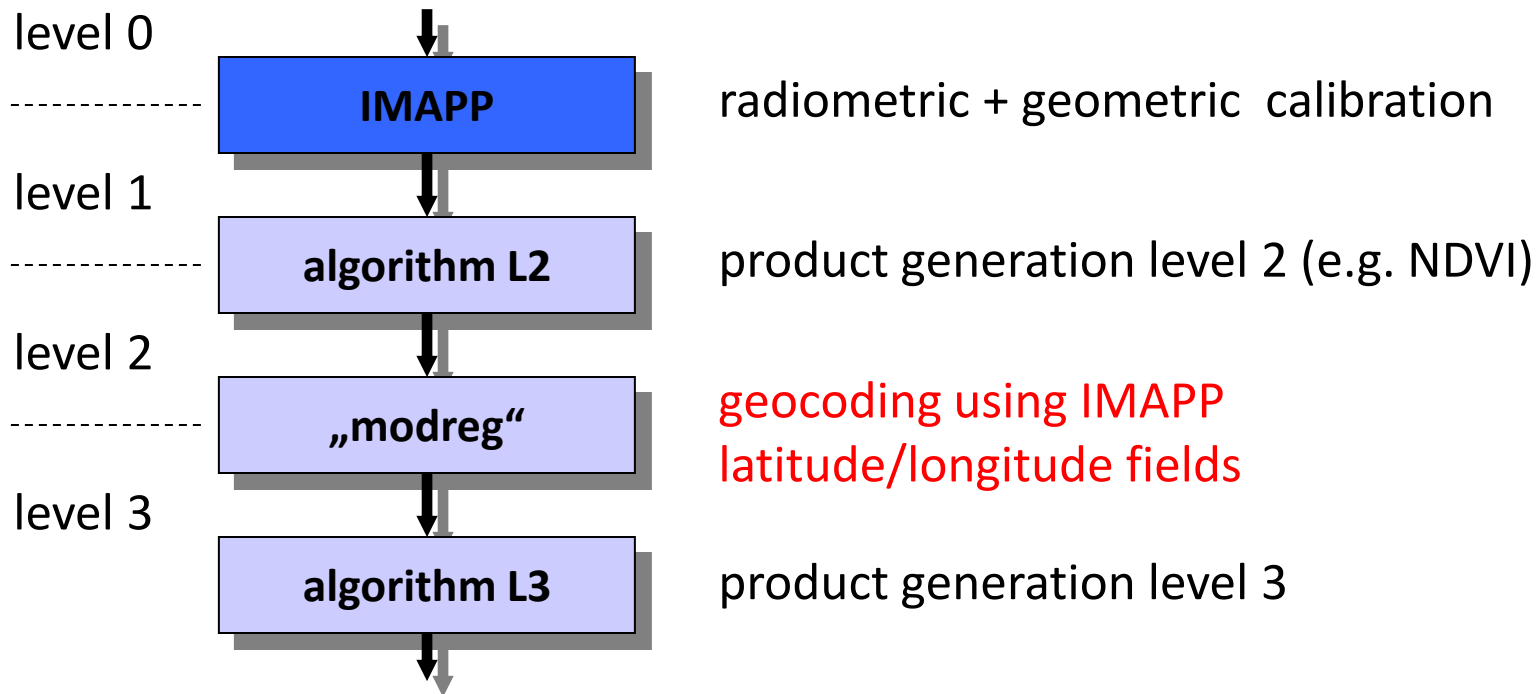 level 0
IMAPP
radiometric + geometric calibration
level 1
algorithm L2
product generation level 2 (e.g. NDVI)
level 2
„modreg“
geocoding using IMAPP
latitude/longitude fields
level 3
algorithm L3
product generation level 3